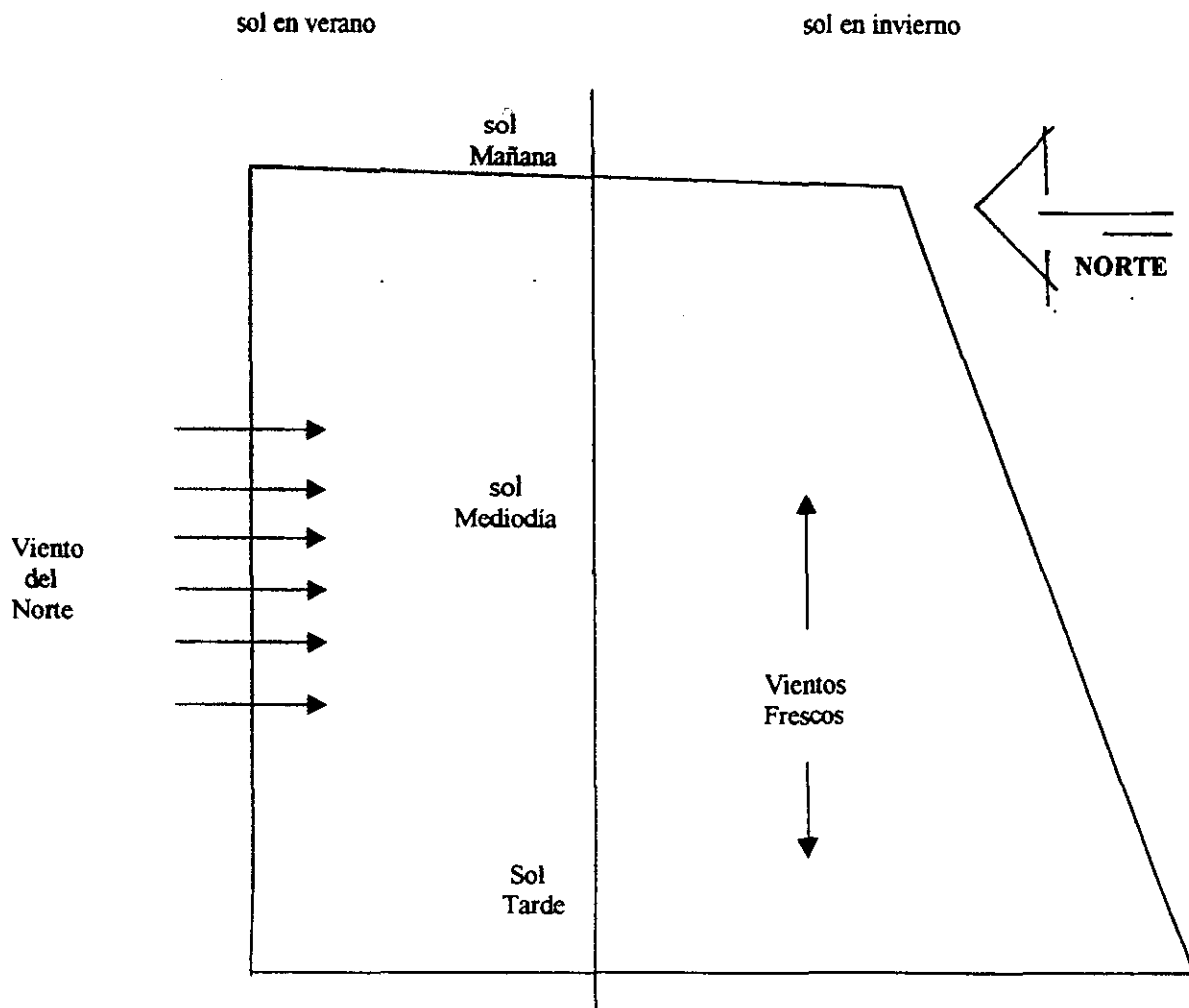 sol en verano
sol en invierno
sol
Mañana
NORTE
sol
Mediodía
Viento
del
Norte
Vientos
Frescos
Sol
Tarde